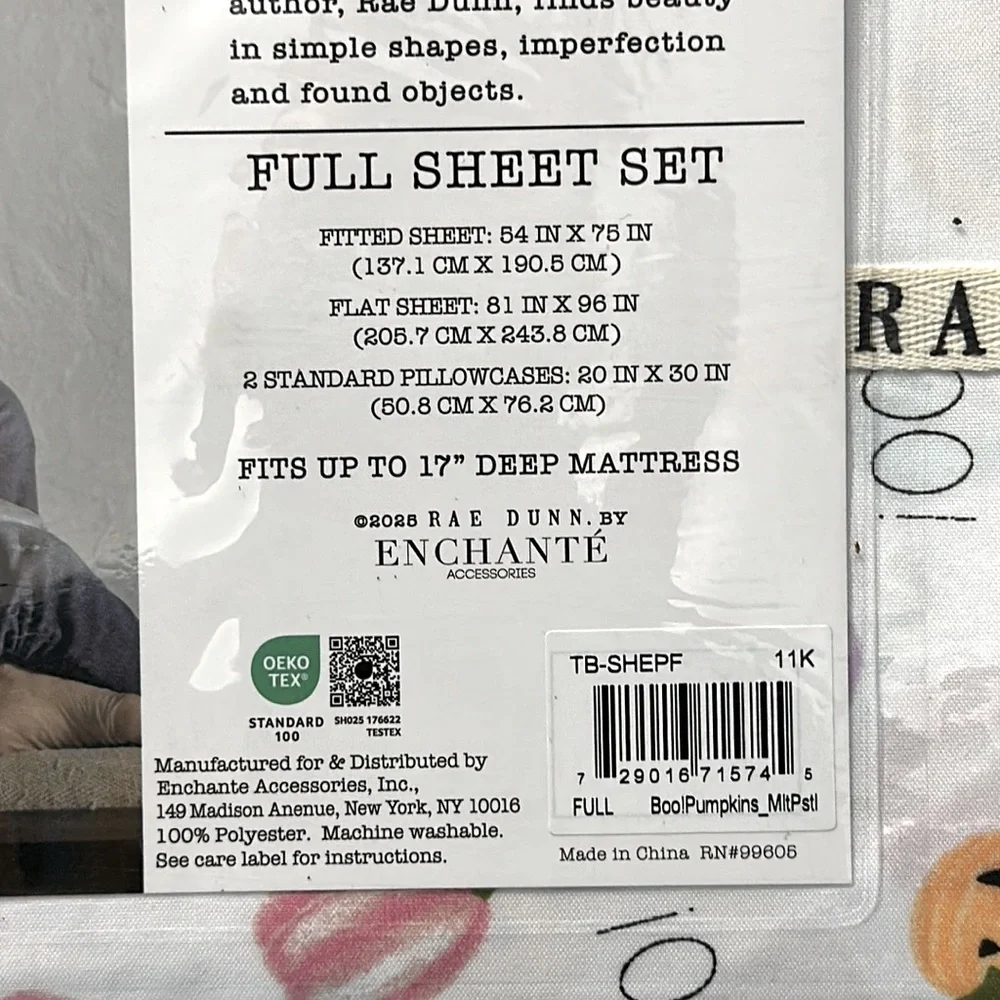 author, Rae Dunn, finds beauty
in simple shapes, imperfection
and found objects.
FULL SHEET SET
FITTED SHEET: 54 IN X 75 IN
(137.1 CM X 190.5 CM)
FLAT SHEET: 81 IN X 96 IN
(205.7 CM X 243.8 CM)
2 STANDARD PILLOWCASES: 20 IN X 30 IN
(50.8 CM X 76.2 CM)
FITS UP TO 17” DEEP MATTRESS
©2025 RAE DUNN. BY
ENCHANTÉ
ACCESSORIES
OEKO
TEX®
STANDARD
100
SH025 176622
TESTEX
Manufactured for & Distributed by
Enchante Accessories, Inc.,
149 Madison Anenue, New York, NY 10016
100% Polyester. Machine washable.
See care label for instructions.
TB-SHEPF 11K
7 29016 71574 5
FULL Boo!Pumpkins_MltPstl
Made in China RN#99605
RA